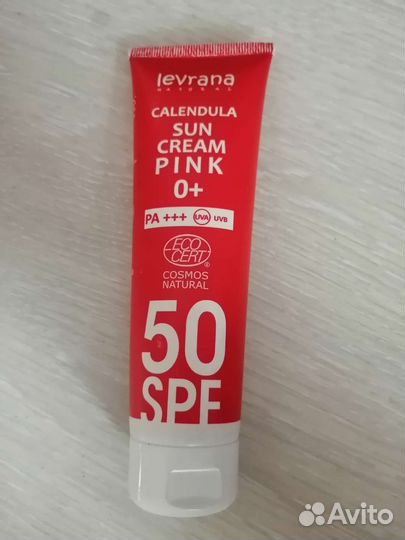 levrana
NATURAL
CALENDULA
SUN
CREAM
PINK
0+
PA +++ UVA UVB
ECO
CERT®
COSMOS
NATURAL
50
SPF
Avito